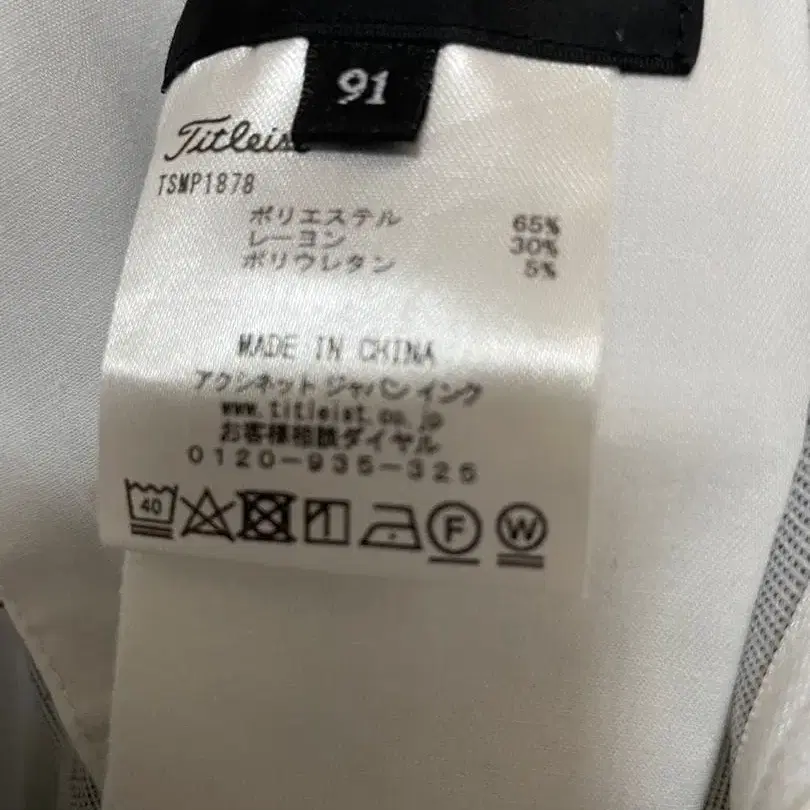 91
Titleist
TSMP1878
ポリエステル 65%
レーヨン 30%
ポリウレタン 5%
MADE IN CHINA
アクシネット ジャパン インク
www.titleist.co.jp
お客様相談ダイヤル
0120-935-325
40
F
W